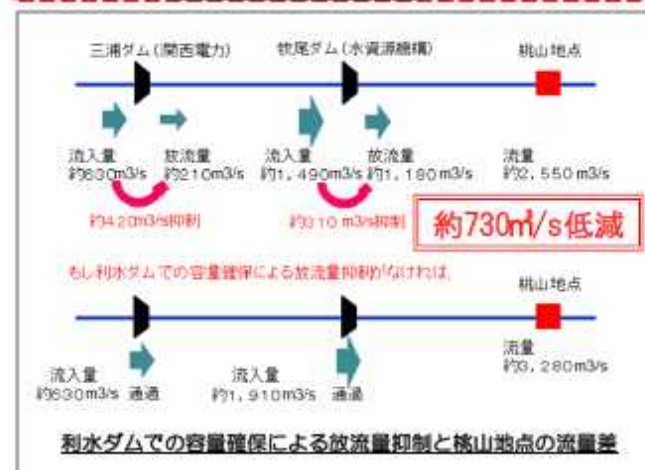 三浦ダム(関西電力) 牧尾ダム(水資源機構) 桃山地点
流入量 放流量 流入量 放流量 流量
約630m3/s 約210m3/s 約1,490m3/s 約1,180m3/s 約2,550m3/s
約420m3/s抑制 約310m3/s抑制 約730㎥/s低減
もし利水ダムでの容量確保による放流量抑制がなければ、
桃山地点
流入量 流入量 流量
約630m3/s 通過 約1,910m3/s 通過 約3,280m3/s
利水ダムでの容量確保による放流量抑制と桃山地点の流量差